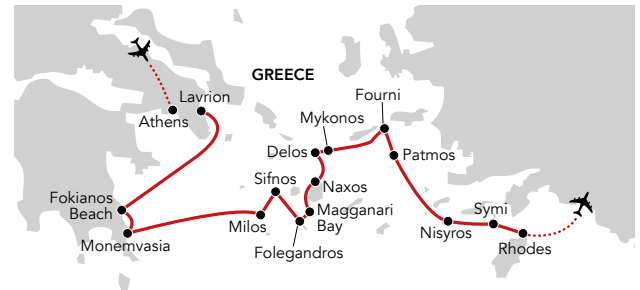 GREECE
Lavrion
Athens
Fourni
Mykonos
Delos
Patmos
Sifnos
Naxos
Fokianos
Beach
Magganari
Bay
Milos
Symi
Monemvasia
Folegandros
Nisyros
Rhodes